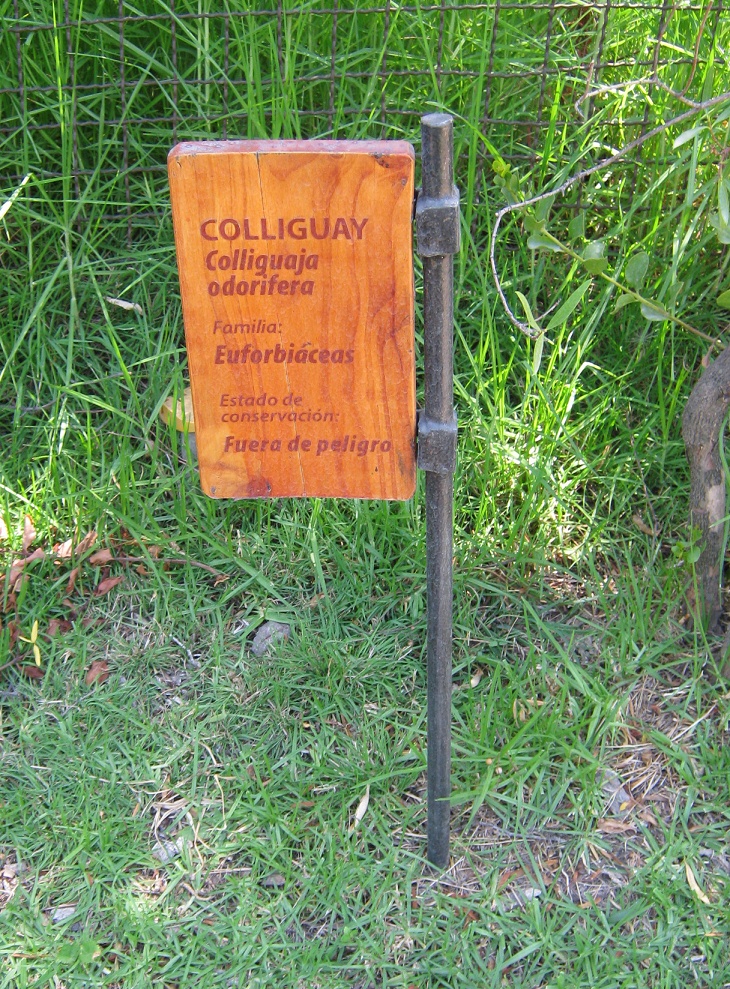 COLLIGUAY
Colliguaja
odorifera
Familia:
Euforbiáceas
Estado de
conservación:
Fuera de peligro